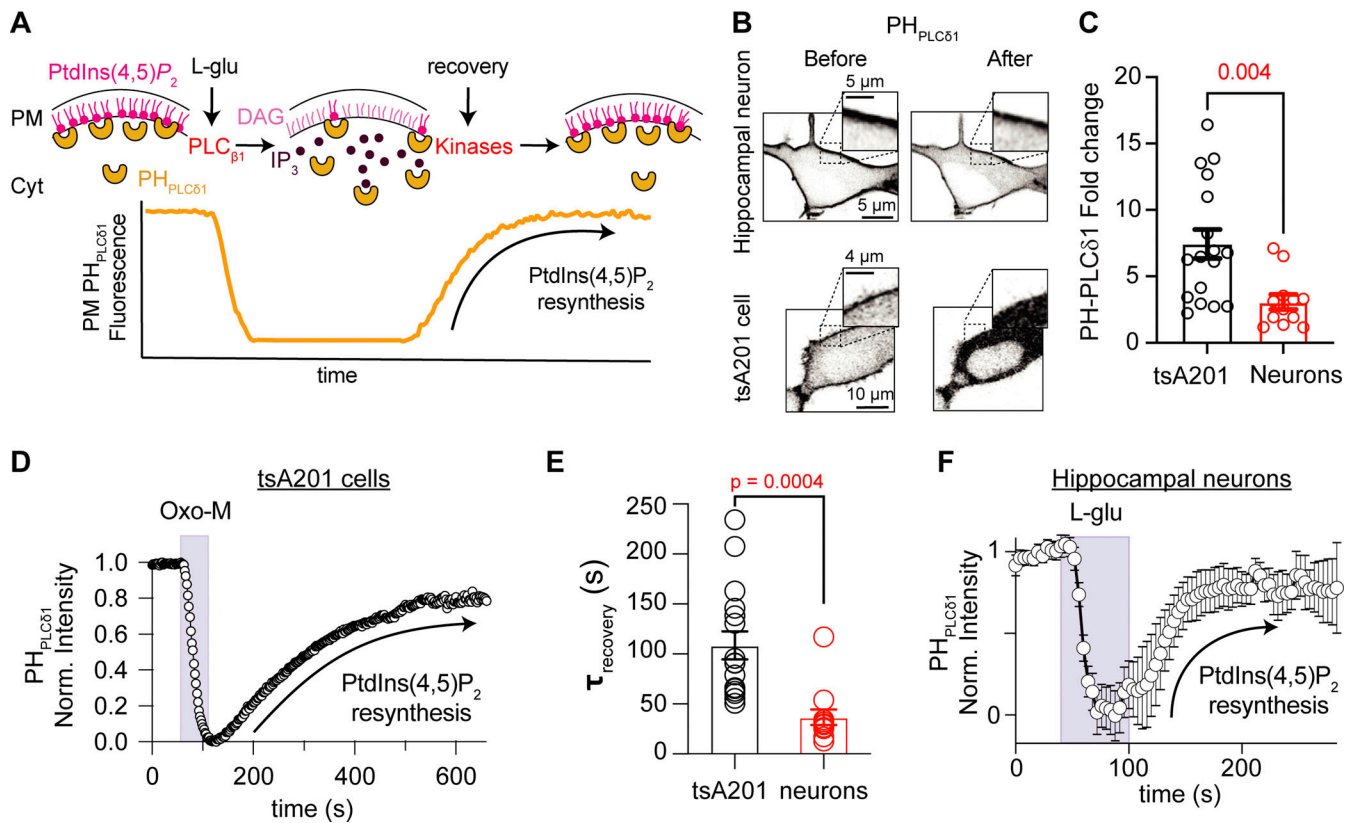 A
PtdIns(4,5)P2
L-glu
recovery
PM
DAG
PLCβ1
IP3
Kinases
Cyt
PHPLCδ1
PM PHPLCδ1
Fluorescence
PtdIns(4,5)P2
resynthesis
time
B
PHPLCδ1
Before
After
Hippocampal neuron
5 µm
5 µm
tsA201 cell
4 µm
10 µm
C
PH-PLCδ1 Fold change
0.004
20
15
10
5
0
tsA201
Neurons
D
tsA201 cells
Oxo-M
PHPLCδ1
Norm. Intensity
1.0
0.8
0.6
0.4
0.2
0.0
PtdIns(4,5)P2
resynthesis
0
200
400
600
time (s)
E
p = 0.0004
τrecovery (s)
250
200
150
100
50
0
tsA201
neurons
F
Hippocampal neurons
L-glu
PHPLCδ1
Norm. Intensity
1
0
PtdIns(4,5)P2
resynthesis
0
100
200
time (s)